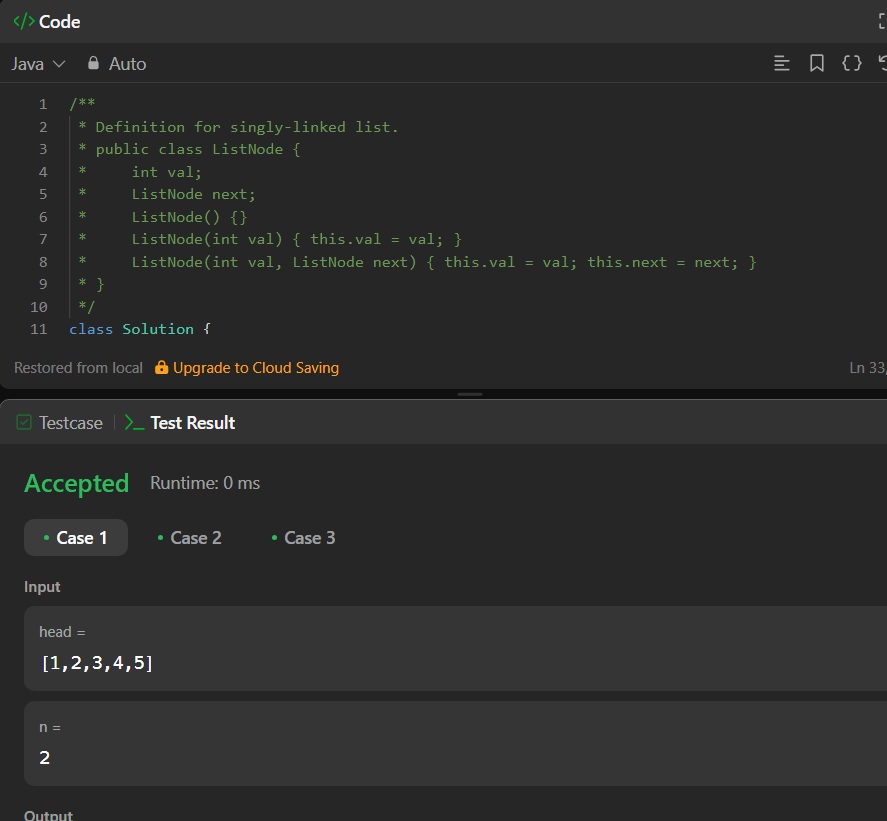 </> Code
Java Auto
1 /**
2 * Definition for singly-linked list.
3 * public class ListNode {
4 * int val;
5 * ListNode next;
6 * ListNode() {}
7 * ListNode(int val) { this.val = val; }
8 * ListNode(int val, ListNode next) { this.val = val; this.next = next; }
9 * }
10 */
11 class Solution {
Restored from local Upgrade to Cloud Saving Ln 33,
Testcase Test Result
Accepted Runtime: 0 ms
Case 1 Case 2 Case 3
Input
head =
[1,2,3,4,5]
n =
2
Output